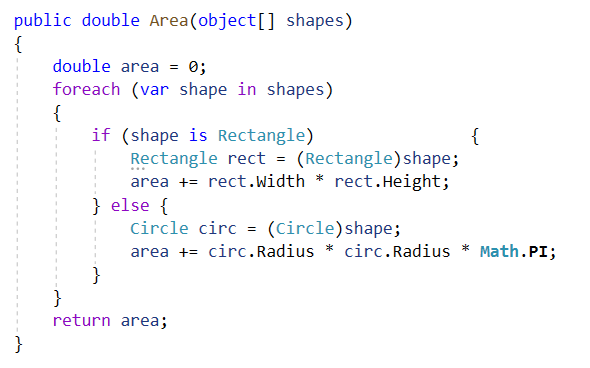 public double Area(object[] shapes)
{
    double area = 0;
    foreach (var shape in shapes)
    {
        if (shape is Rectangle)                {
            Rectangle rect = (Rectangle)shape;
            area += rect.Width * rect.Height;
        } else {
            Circle circ = (Circle)shape;
            area += circ.Radius * circ.Radius * Math.PI;
        }
    }
    return area;
}